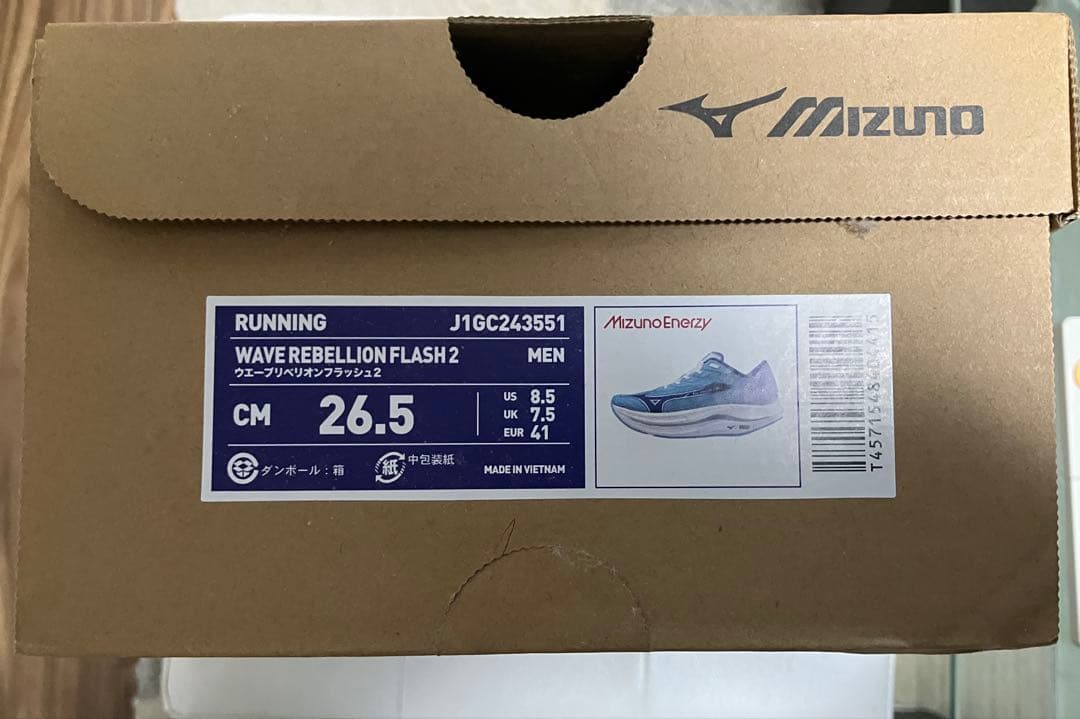 MIZUNO
RUNNING J1GC243551
WAVE REBELLION FLASH 2 MEN
ウエーブリベリオンフラッシュ2
CM 26.5
US 8.5
UK 7.5
EUR 41
ダンボール：箱
紙 中包装紙
MADE IN VIETNAM
MizunoEnerzy
MIZUNO